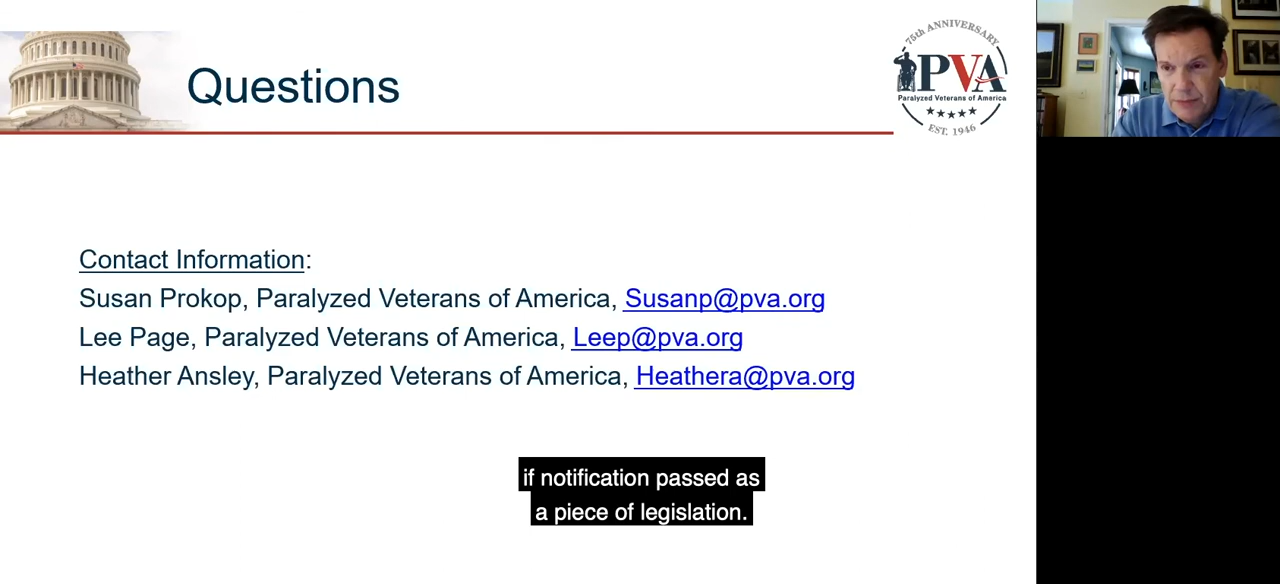 Questions
75th ANNIVERSARY
PVA
Paralyzed Veterans of America
EST. 1946
Contact Information:
Susan Prokop, Paralyzed Veterans of America, Susanp@pva.org
Lee Page, Paralyzed Veterans of America, Leep@pva.org
Heather Ansley, Paralyzed Veterans of America, Heathera@pva.org
if notification passed as
a piece of legislation.